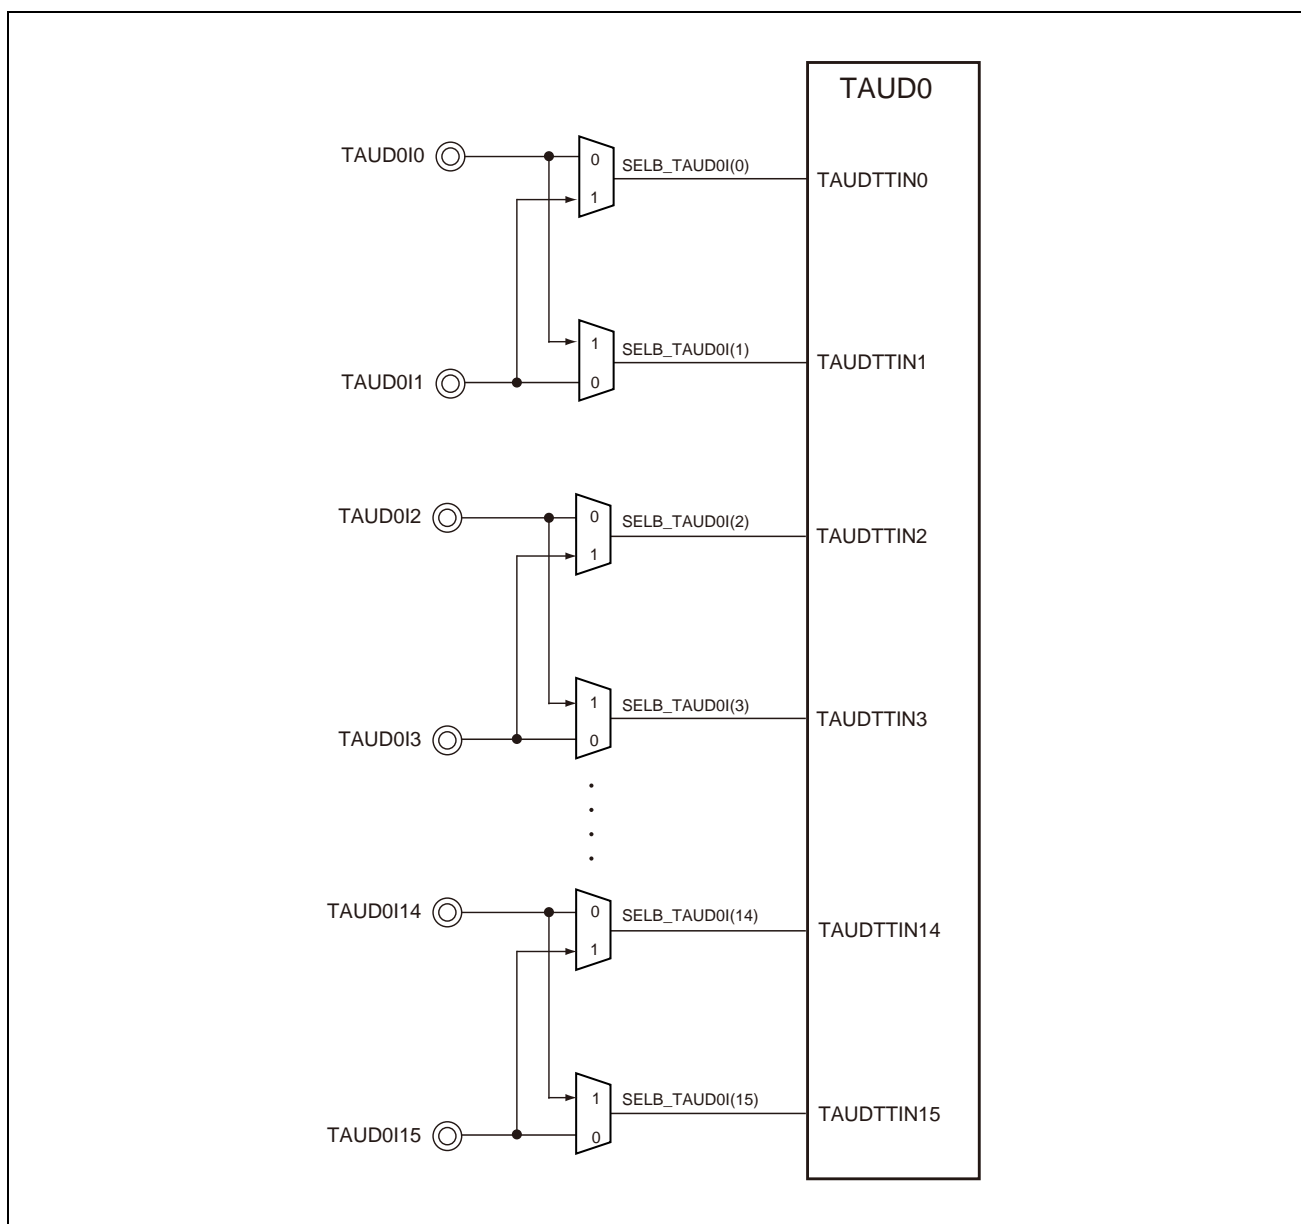 TAUD0
TAUD0I0
0
SELB_TAUD0I(0)
TAUDTTIN0
1
1
SELB_TAUD0I(1)
TAUDTTIN1
TAUD0I1
0
TAUD0I2
0
SELB_TAUD0I(2)
TAUDTTIN2
1
1
SELB_TAUD0I(3)
TAUDTTIN3
TAUD0I3
0
TAUD0I14
0
SELB_TAUD0I(14)
TAUDTTIN14
1
1
SELB_TAUD0I(15)
TAUDTTIN15
TAUD0I15
0